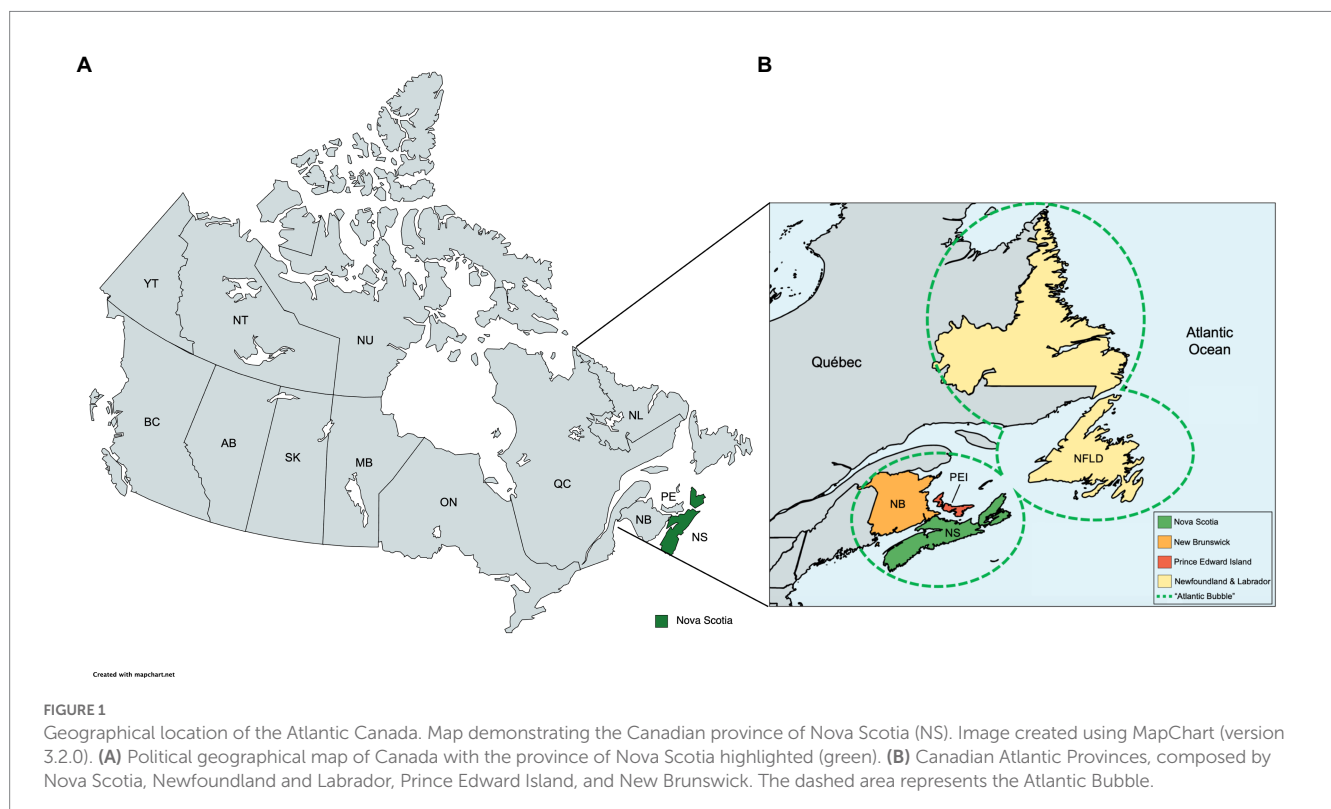 A
B
YT
NT
NU
BC
AB
SK
MB
ON
QC
NL
PE
NB
NS
Nova Scotia
Created with mapchart.net
Québec
Atlantic
Ocean
NFLD
PEI
NB
NS
Nova Scotia
New Brunswick
Prince Edward Island
Newfoundland & Labrador
"Atlantic Bubble"
FIGURE 1
Geographical location of the Atlantic Canada. Map demonstrating the Canadian province of Nova Scotia (NS). Image created using MapChart (version
3.2.0). (A) Political geographical map of Canada with the province of Nova Scotia highlighted (green). (B) Canadian Atlantic Provinces, composed by
Nova Scotia, Newfoundland and Labrador, Prince Edward Island, and New Brunswick. The dashed area represents the Atlantic Bubble.